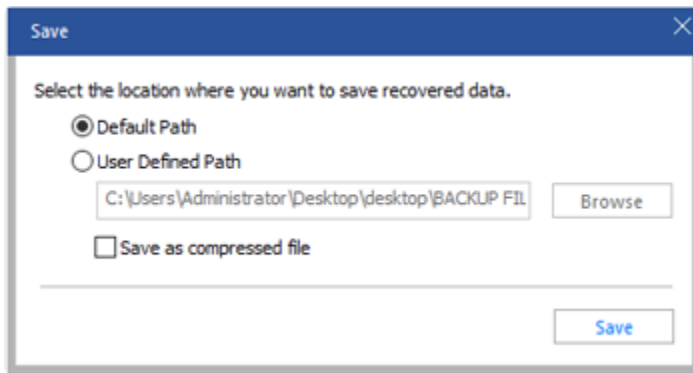 Save
Select the location where you want to save recovered data.
Default Path
User Defined Path
C:\Users\Administrator\Desktop\desktop\BACKUP FIL
Browse
Save as compressed file
Save